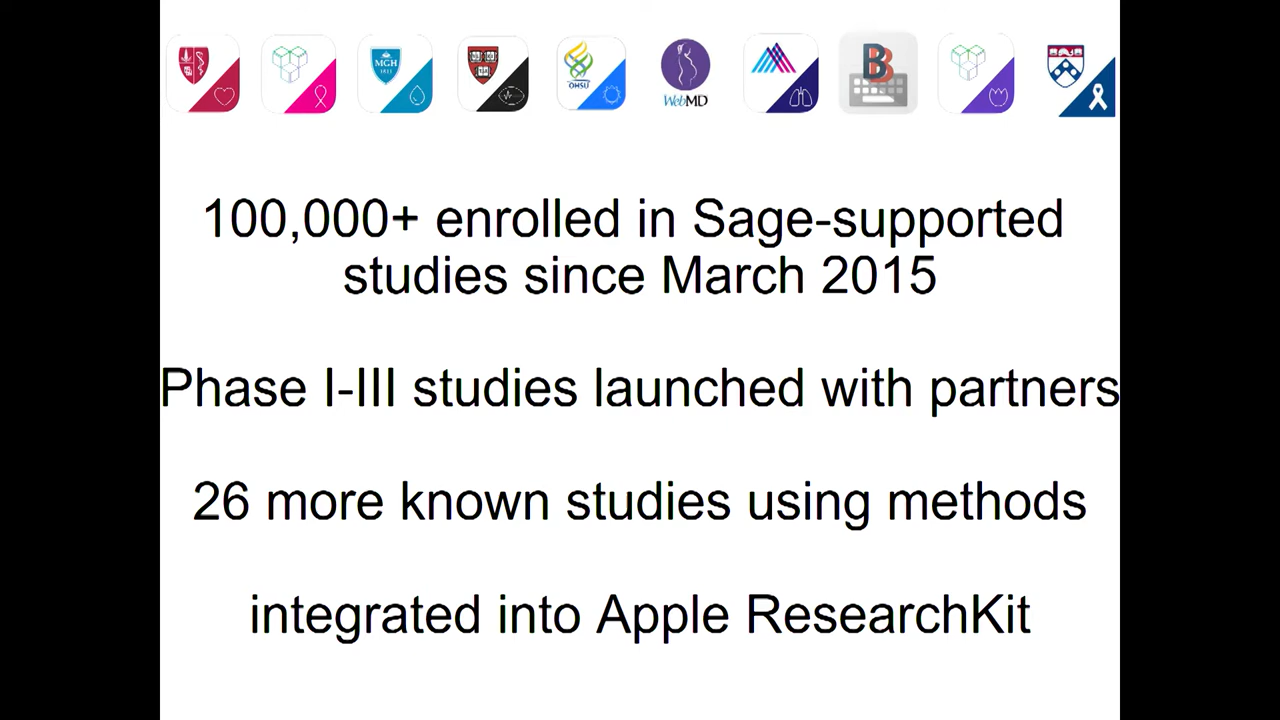 MGH
1811
OHSU
WebMD
B
B
100,000+ enrolled in Sage-supported
studies since March 2015
Phase I-III studies launched with partners
26 more known studies using methods
integrated into Apple ResearchKit